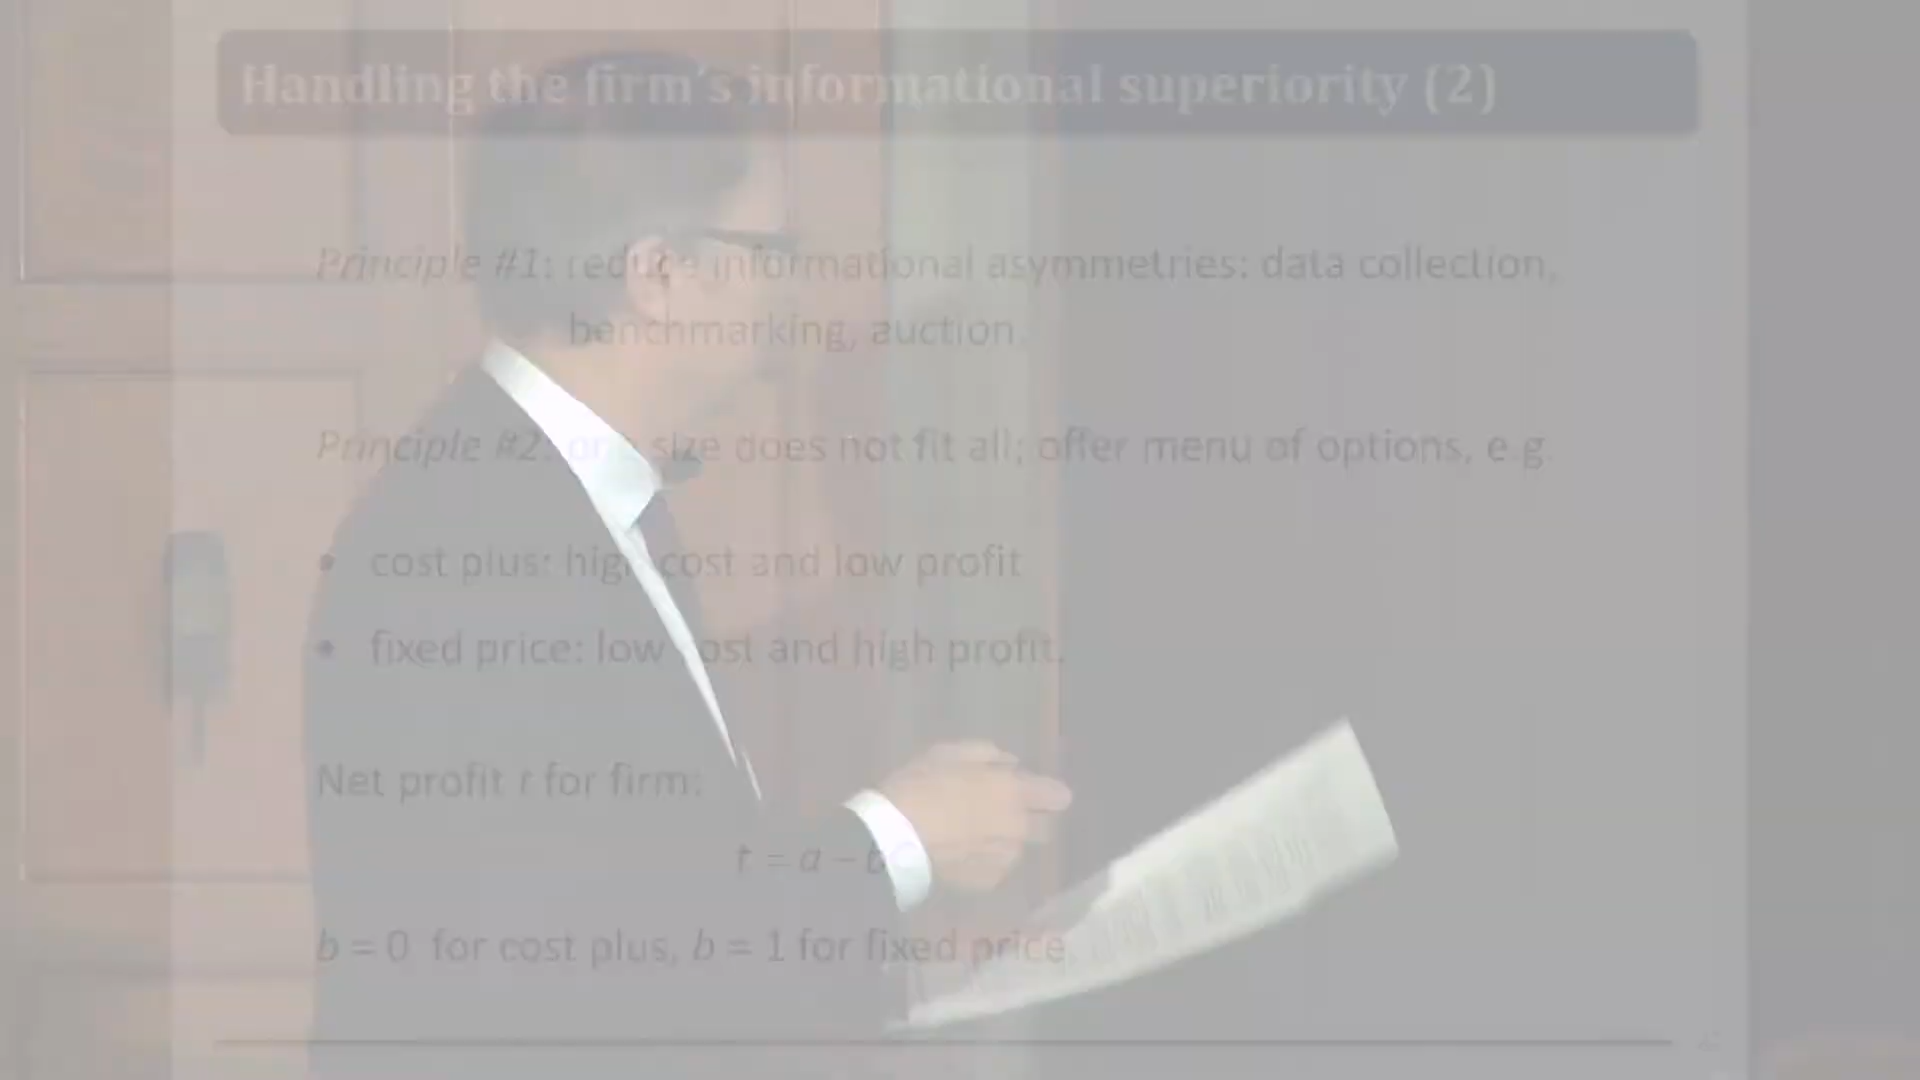 Handling the firm's informational superiority (2)
Principle #1: reduce informational asymmetries: data collection,
benchmarking, auction.
Principle #2: one size does not fit all; offer menu of options, e.g.
• cost plus: high cost and low profit
• fixed price: low cost and high profit.
Net profit t for firm:
t = a – bC
b = 0 for cost plus, b = 1 for fixed price.